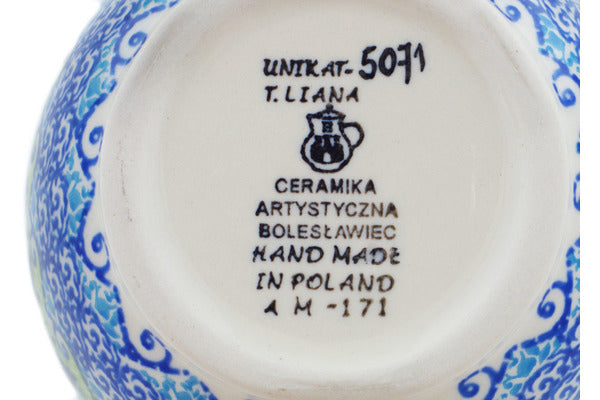 UNIKAT-5071
T. LIANA
CERAMIKA
ARTYSTYCZNA
BOLESŁAWIEC
HAND MADE
IN POLAND
A M -171